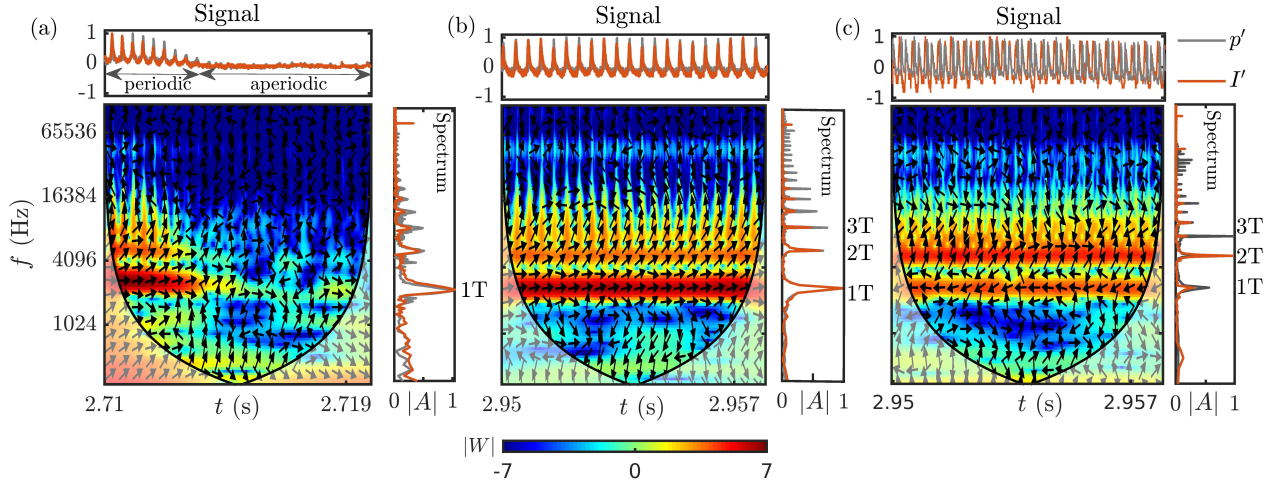 Signal
(a)
1
0
-1
periodic
aperiodic
f (Hz)
65536
16384
4096
1024
2.71
t (s)
2.719
Spectrum
1T
0 |A| 1
Signal
(b)
1
0
-1
2.95
t (s)
2.957
Spectrum
3T
2T
1T
0 |A| 1
Signal
(c)
1
0
-1
2.95
t (s)
2.957
Spectrum
3T
2T
1T
0 |A| 1
p′
I′
|W|
-7
0
7